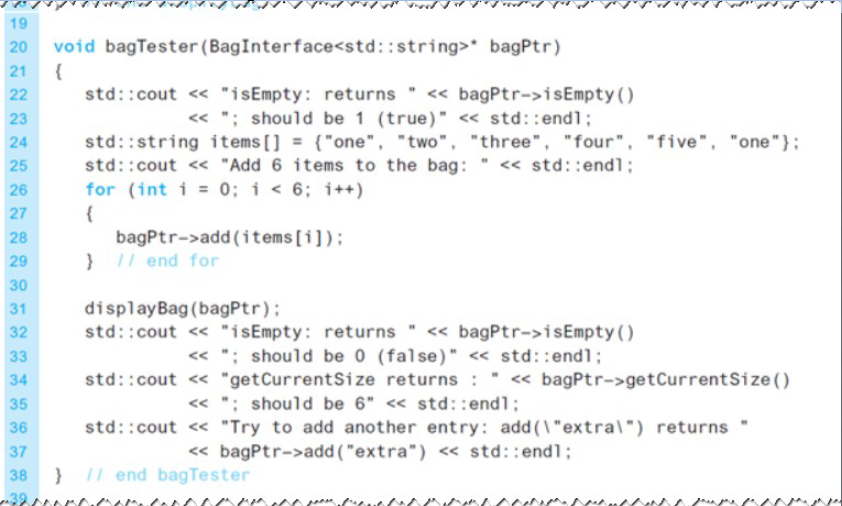 19
20 void bagTester(BagInterface<std::string>* bagPtr)
21 {
22 std::cout << "isEmpty: returns " << bagPtr->isEmpty()
23 << "; should be 1 (true)" << std::endl;
24 std::string items[] = {"one", "two", "three", "four", "five", "one"};
25 std::cout << "Add 6 items to the bag: " << std::endl;
26 for (int i = 0; i < 6; i++)
27 {
28 bagPtr->add(items[i]);
29 } // end for
30
31 displayBag(bagPtr);
32 std::cout << "isEmpty: returns " << bagPtr->isEmpty()
33 << "; should be 0 (false)" << std::endl;
34 std::cout << "getCurrentSize returns : " << bagPtr->getCurrentSize()
35 << "; should be 6" << std::endl;
36 std::cout << "Try to add another entry: add(\"extra\") returns "
37 << bagPtr->add("extra") << std::endl;
38 } // end bagTester
39